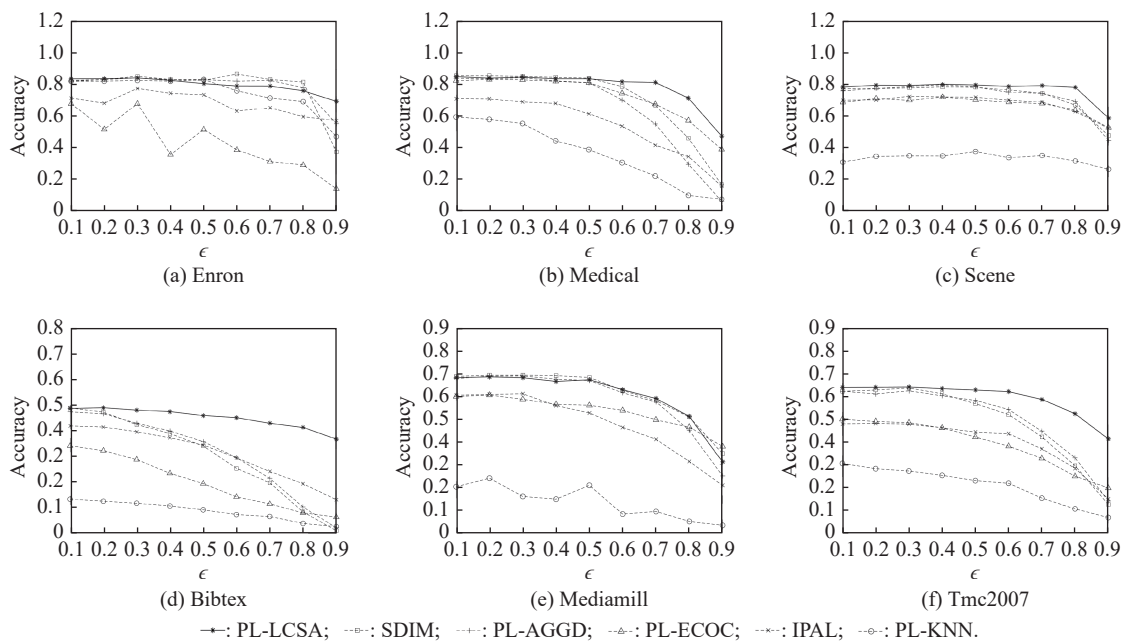 1.2
1.0
0.8
0.6
0.4
0.2
0
Accuracy
0.1 0.2 0.3 0.4 0.5 0.6 0.7 0.8 0.9
ϵ
(a) Enron
1.2
1.0
0.8
0.6
0.4
0.2
0
Accuracy
0.1 0.2 0.3 0.4 0.5 0.6 0.7 0.8 0.9
ϵ
(b) Medical
1.2
1.0
0.8
0.6
0.4
0.2
0
Accuracy
0.1 0.2 0.3 0.4 0.5 0.6 0.7 0.8 0.9
ϵ
(c) Scene
0.8
0.7
0.6
0.5
0.4
0.3
0.2
0.1
0
Accuracy
0.1 0.2 0.3 0.4 0.5 0.6 0.7 0.8 0.9
ϵ
(d) Bibtex
0.9
0.8
0.7
0.6
0.5
0.4
0.3
0.2
0.1
0
Accuracy
0.1 0.2 0.3 0.4 0.5 0.6 0.7 0.8 0.9
ϵ
(e) Mediamill
0.9
0.8
0.7
0.6
0.5
0.4
0.3
0.2
0.1
0
Accuracy
0.1 0.2 0.3 0.4 0.5 0.6 0.7 0.8 0.9
ϵ
(f) Tmc2007
: PL-LCSA; : SDIM; : PL-AGGD; : PL-ECOC; : IPAL; : PL-KNN.